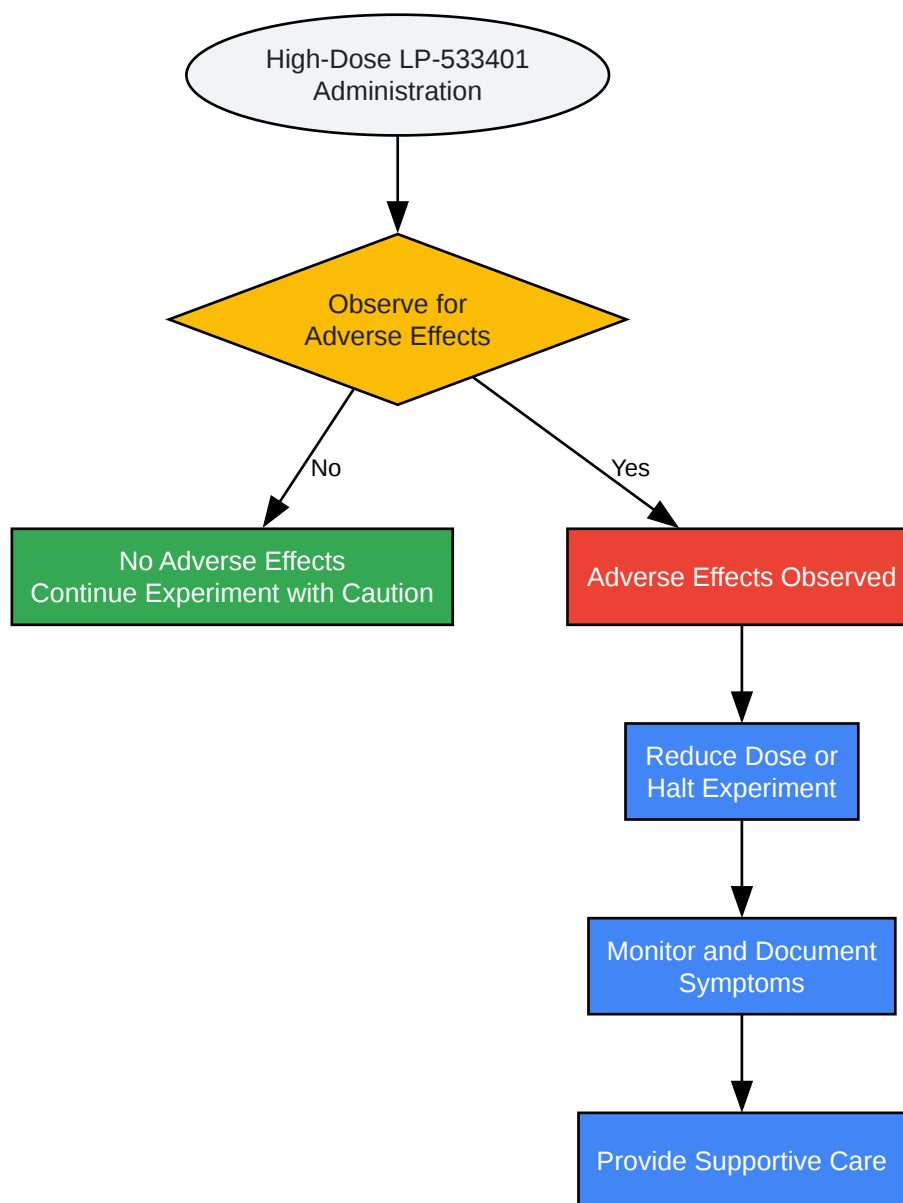 High-Dose LP-533401
Administration
Observe for
Adverse Effects
No
Yes
No Adverse Effects
Continue Experiment with Caution
Adverse Effects Observed
Reduce Dose or
Halt Experiment
Monitor and Document
Symptoms
Provide Supportive Care